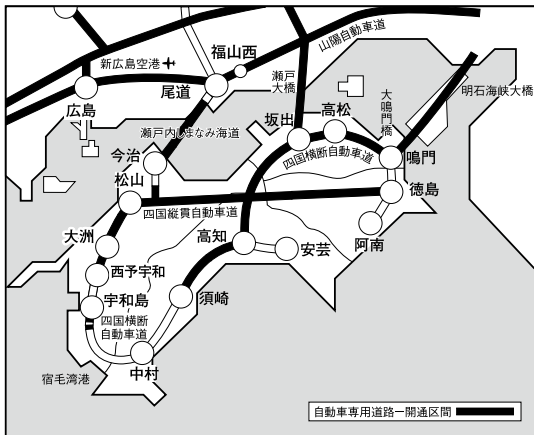 福山西
山陽自動車道
新広島空港
尾道
瀬戸
大橋
広島
明石海峡大橋
大鳴門橋
高松
坂出
瀬戸内しまなみ海道
今治
四国横断自動車道
鳴門
松山
徳島
四国縦貫自動車道
大洲
高知
阿南
安芸
西予宇和
宇和島
須崎
四国横断
自動車道
中村
宿毛湾港
自動車専用道路ー開通区間